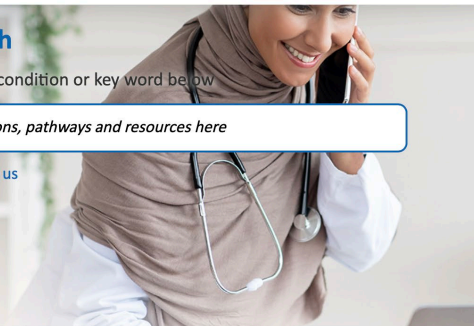 h
condition or key word below
ons, pathways and resources here
us